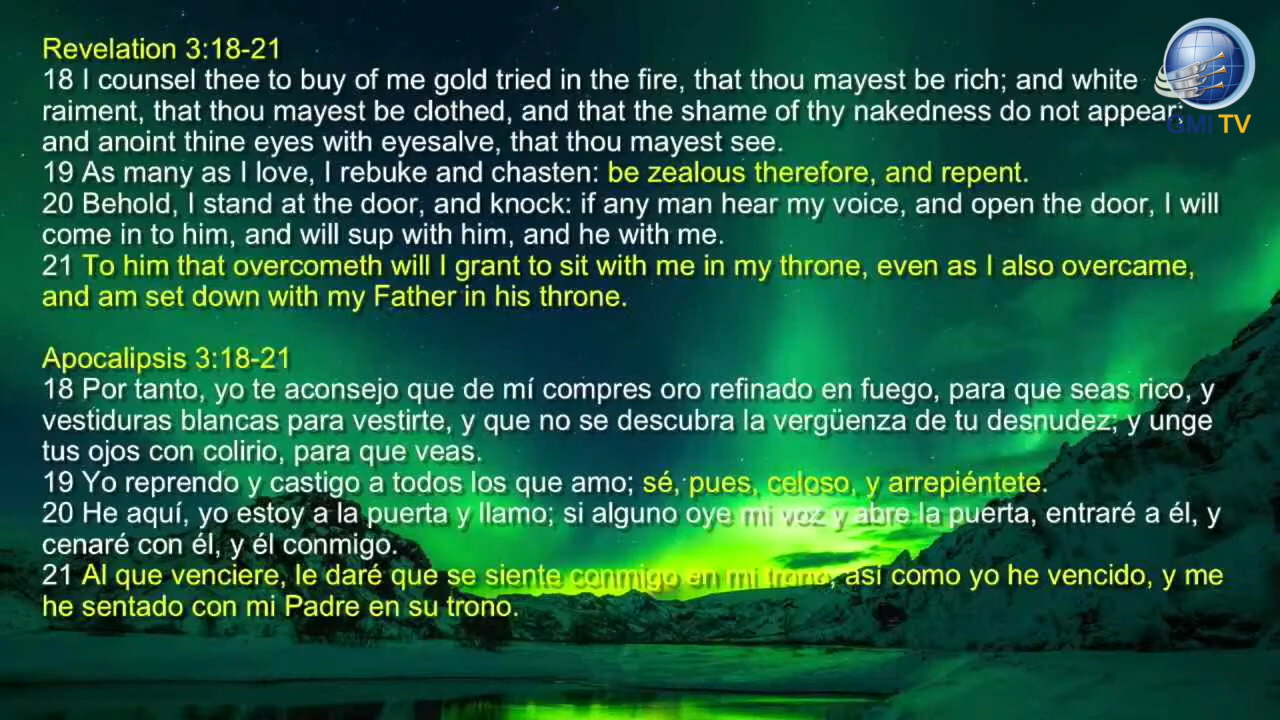 Revelation 3:18-21
18 I counsel thee to buy of me gold tried in the fire, that thou mayest be rich; and white
raiment, that thou mayest be clothed, and that the shame of thy nakedness do not appear;
and anoint thine eyes with eyesalve, that thou mayest see.
19 As many as I love, I rebuke and chasten: be zealous therefore, and repent.
20 Behold, I stand at the door, and knock: if any man hear my voice, and open the door, I will
come in to him, and will sup with him, and he with me.
21 To him that overcometh will I grant to sit with me in my throne, even as I also overcame,
and am set down with my Father in his throne.
Apocalipsis 3:18-21
18 Por tanto, yo te aconsejo que de mí compres oro refinado en fuego, para que seas rico, y
vestiduras blancas para vestirte, y que no se descubra la vergüenza de tu desnudez; y unge
tus ojos con colirio, para que veas.
19 Yo reprendo y castigo a todos los que amo; sé, pues, celoso, y arrepiéntete.
20 He aquí, yo estoy a la puerta y llamo; si alguno oye mi voz y abre la puerta, entraré a él, y
cenaré con él, y él conmigo.
21 Al que venciere, le daré que se siente conmigo en mi trono, así como yo he vencido, y me
he sentado con mi Padre en su trono.
GMI TV